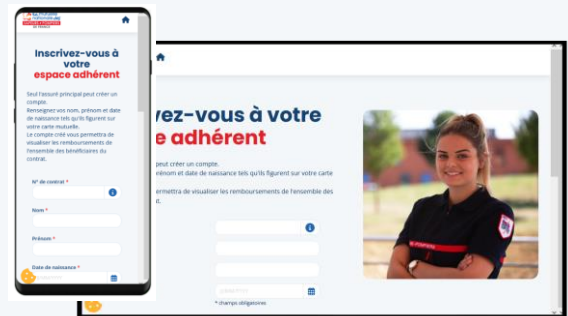 DE FRANCE
Inscrivez-vous à
votre
espace adhérent
Seul l'assuré principal peut créer un
compte.
Renseignez vos nom, prénom et date
de naissance tels qu'ils figurent sur
votre carte mutuelle.
Le compte créé vous permettra de
visualiser les remboursements de
l'ensemble des bénéficiaires du
contrat.
N° de contrat *
Nom *
Prénom *
Date de naissance *
vez-vous à votre
e adhérent
peut créer un compte.
rénom et date de naissance tels qu'ils figurent sur votre carte
ermettra de visualiser les remboursements de l'ensemble des
* champs obligatoires